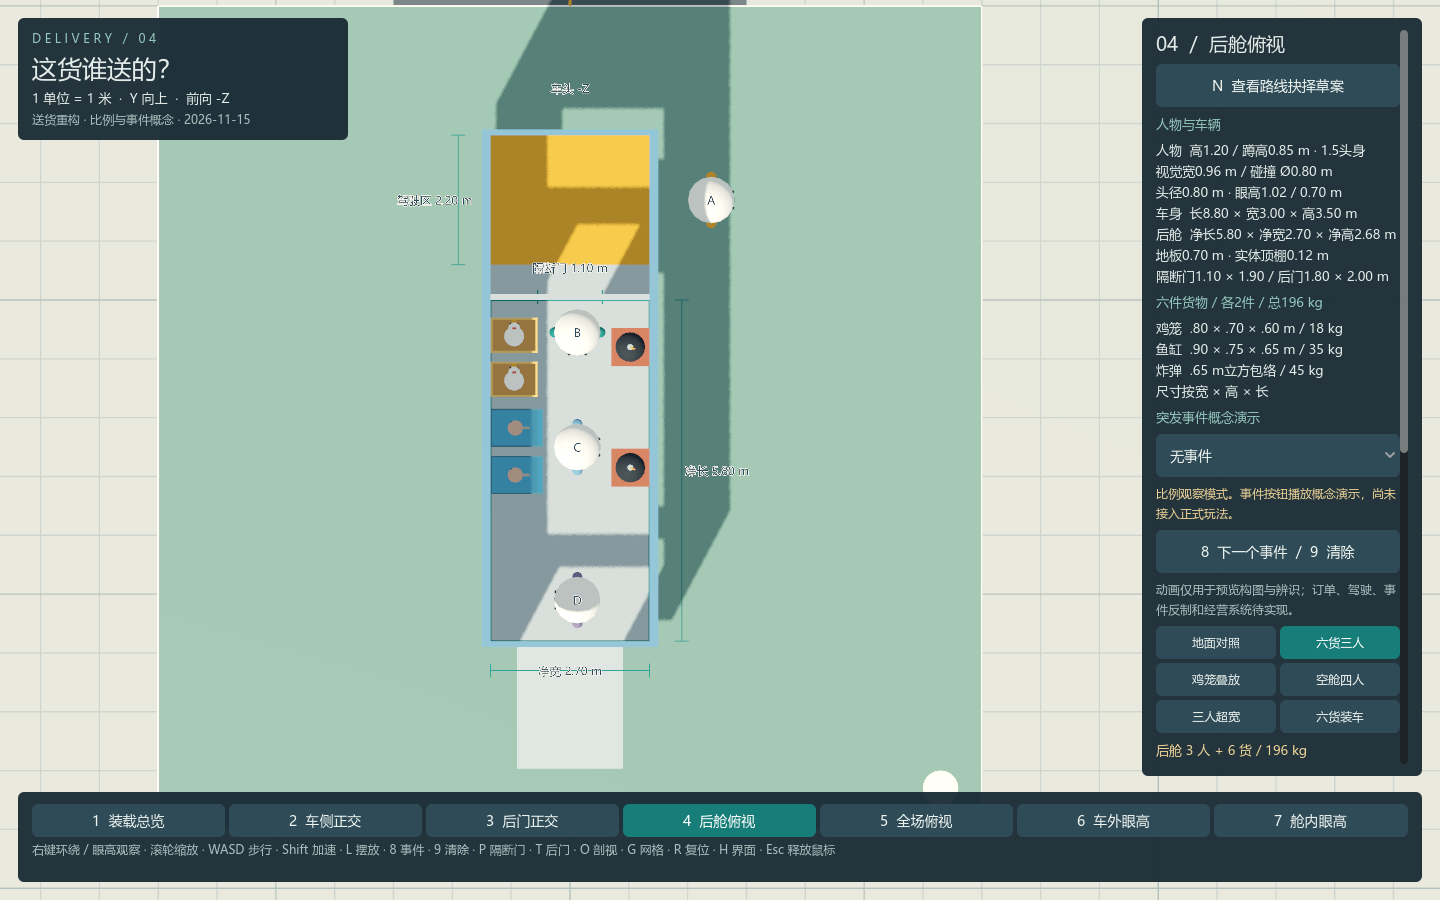 DELIVERY / 04
这货谁送的?
1 单位 = 1 米 · Y 向上 · 前向 -Z
送货重构 · 比例与事件概念 · 2026-11-15
车头 -Z
驾驶区 2.20 m
A
隔断门 1.10 m
B
C
净长 5.80 m
D
净宽 2.70 m
04 / 后舱俯视
N 查看路线抉择草案
人物与车辆
人物 高1.20 / 蹲高0.85 m · 1.5头身
视觉宽0.96 m / 碰撞 Ø0.80 m
头径0.80 m · 眼高1.02 / 0.70 m
车身 长8.80 × 宽3.00 × 高3.50 m
后舱 净长5.80 × 净宽2.70 × 净高2.68 m
地板0.70 m · 实体顶棚0.12 m
隔断门1.10 × 1.90 / 后门1.80 × 2.00 m
六件货物 / 各2件 / 总196 kg
鸡笼 .80 × .70 × .60 m / 18 kg
鱼缸 .90 × .75 × .65 m / 35 kg
炸弹 .65 m立方包络 / 45 kg
尺寸按宽 × 高 × 长
突发事件概念演示
无事件
比例观察模式。事件按钮播放概念演示，尚未
接入正式玩法。
8 下一个事件 / 9 清除
动画仅用于预览构图与辨识；订单、驾驶、事
件反制和经营系统待实现。
地面对照 六货三人
鸡笼叠放 空舱四人
三人超宽 六货装车
后舱 3 人 + 6 货 / 196 kg
1 装载总览 2 车侧正交 3 后门正交 4 后舱俯视 5 全场俯视 6 车外眼高 7 舱内眼高
右键环绕 / 眼高观察 · 滚轮缩放 · WASD 步行 · Shift 加速 · L 摆放 · 8 事件 · 9 清除 · P 隔断门 · T 后门 · O 剖视 · G 网格 · R 复位 · H 界面 · Esc 释放鼠标